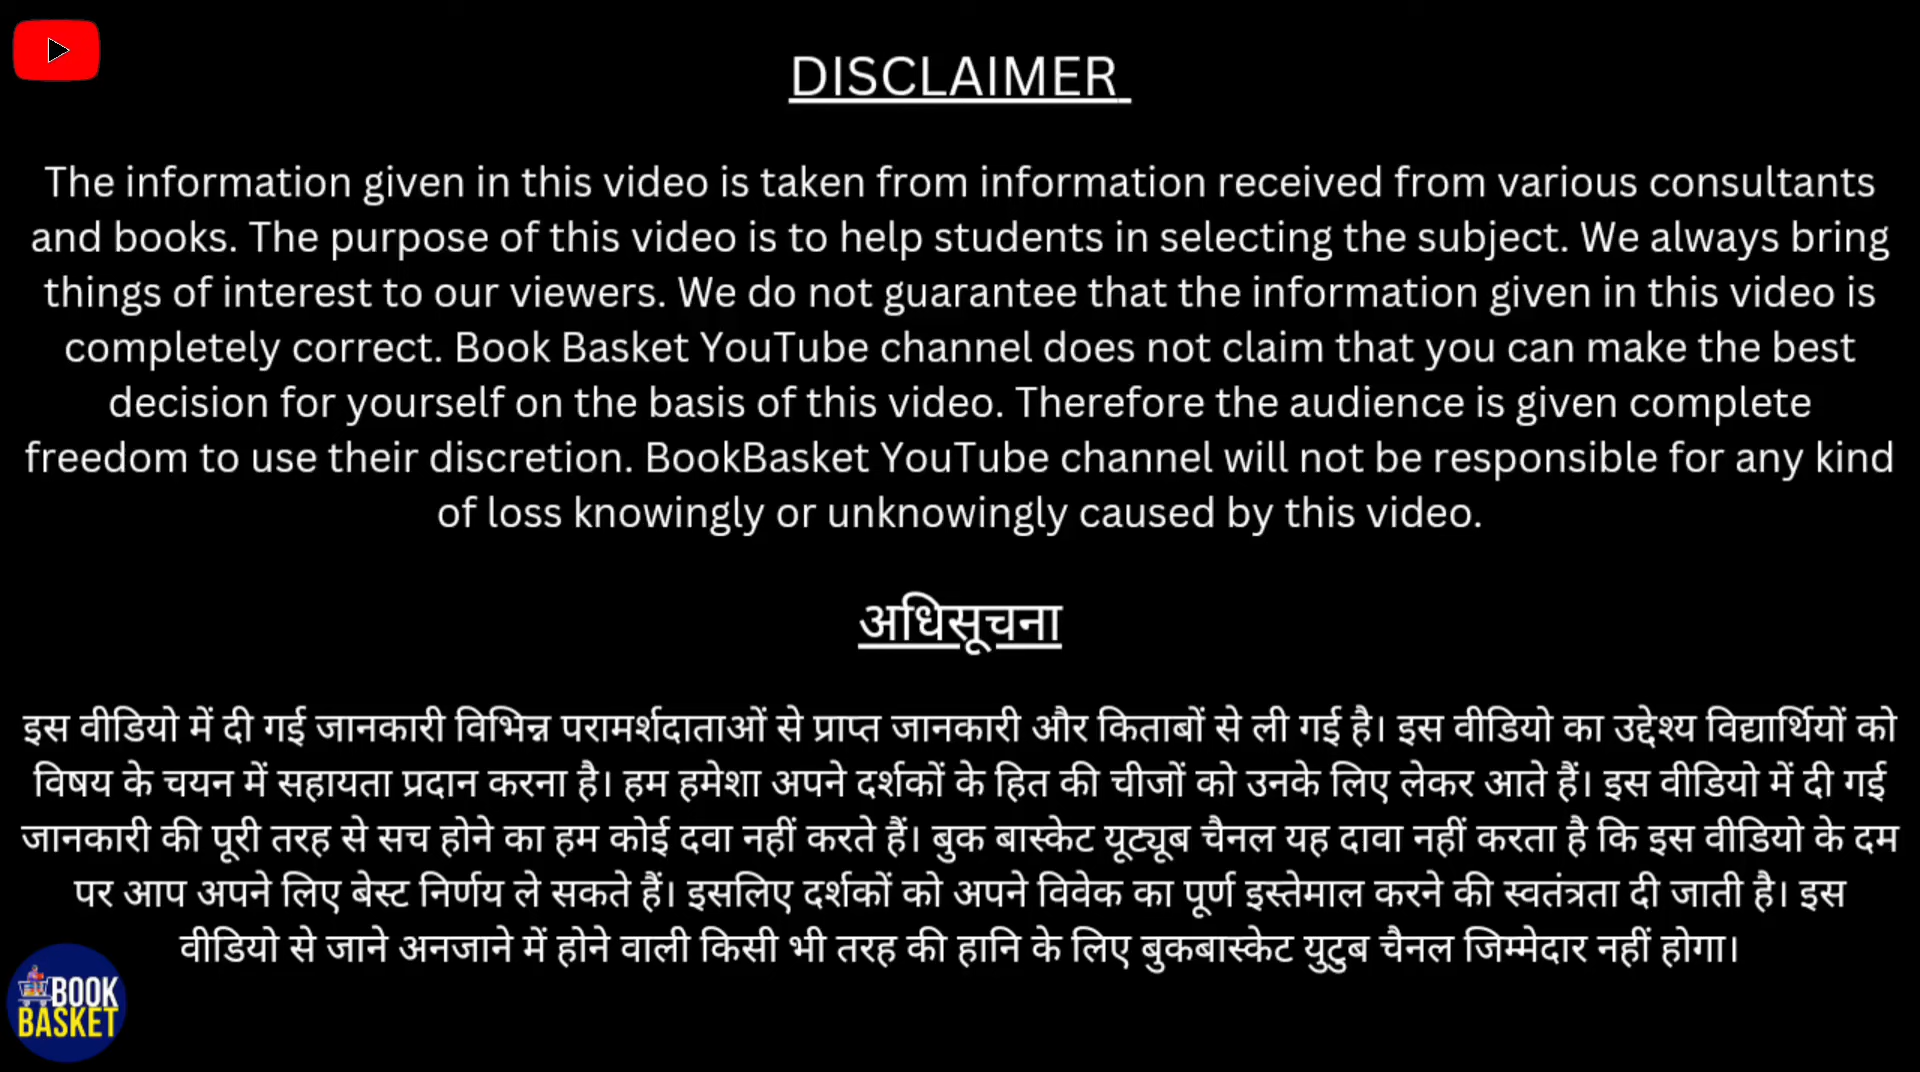 DISCLAIMER
The information given in this video is taken from information received from various consultants
and books. The purpose of this video is to help students in selecting the subject. We always bring
things of interest to our viewers. We do not guarantee that the information given in this video is
completely correct. Book Basket YouTube channel does not claim that you can make the best
decision for yourself on the basis of this video. Therefore the audience is given complete
freedom to use their discretion. BookBasket YouTube channel will not be responsible for any kind
of loss knowingly or unknowingly caused by this video.
अधिसूचना
इस वीडियो में दी गई जानकारी विभिन्न परामर्शदाताओं से प्राप्त जानकारी और किताबों से ली गई है। इस वीडियो का उद्देश्य विद्यार्थियों को
विषय के चयन में सहायता प्रदान करना है। हम हमेशा अपने दर्शकों के हित की चीजों को उनके लिए लेकर आते हैं। इस वीडियो में दी गई
जानकारी की पूरी तरह से सच होने का हम कोई दवा नहीं करते हैं। बुक बास्केट यूट्यूब चैनल यह दावा नहीं करता है कि इस वीडियो के दम
पर आप अपने लिए बेस्ट निर्णय ले सकते हैं। इसलिए दर्शकों को अपने विवेक का पूर्ण इस्तेमाल करने की स्वतंत्रता दी जाती है। इस
वीडियो से जाने अनजाने में होने वाली किसी भी तरह की हानि के लिए बुकबास्केट युटुब चैनल जिम्मेदार नहीं होगा।
BOOK
BASKET